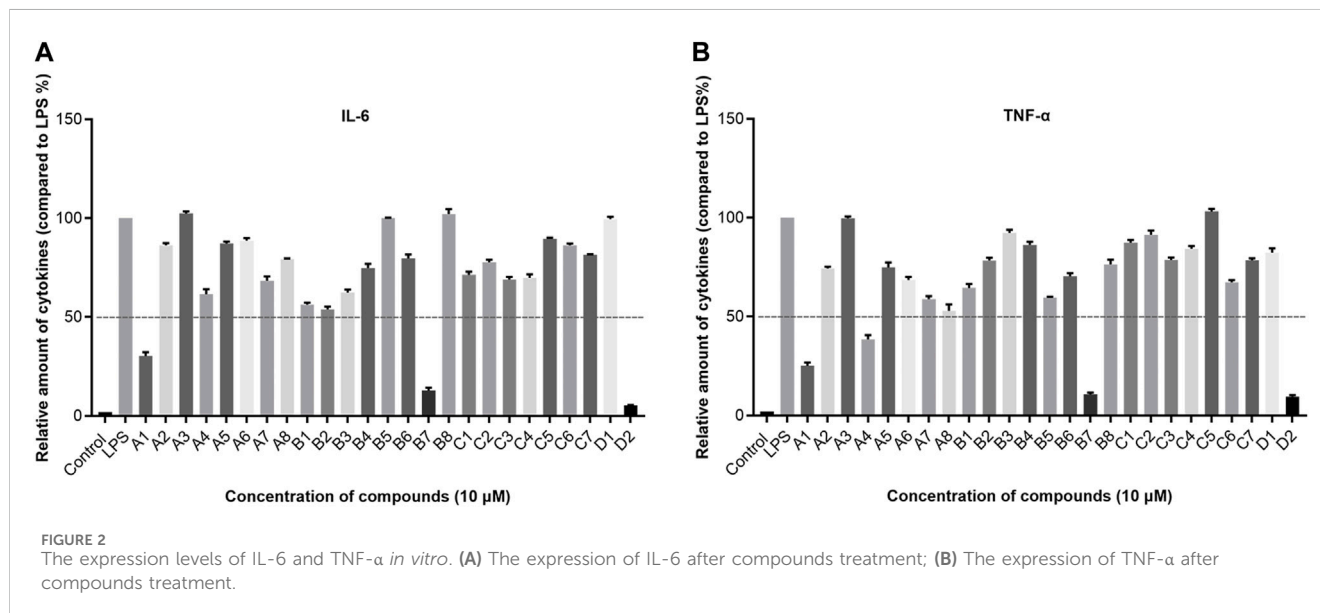 A
Relative amount of cytokines (compared to LPS %)
IL-6
150
100
50
0
Control LPS A1 A2 A3 A4 A5 A6 A7 A8 B1 B2 B3 B4 B5 B6 B7 B8 C1 C2 C3 C4 C5 C6 C7 D1 D2
Concentration of compounds (10 μM)
B
Relative amount of cytokines (compared to LPS%)
TNF-α
150
100
50
0
Control LPS A1 A2 A3 A4 A5 A6 A7 A8 B1 B2 B3 B4 B5 B6 B7 B8 C1 C2 C3 C4 C5 C6 C7 D1 D2
Concentration of compounds (10 μM)
FIGURE 2
The expression levels of IL-6 and TNF-α in vitro. (A) The expression of IL-6 after compounds treatment; (B) The expression of TNF-α after
compounds treatment.